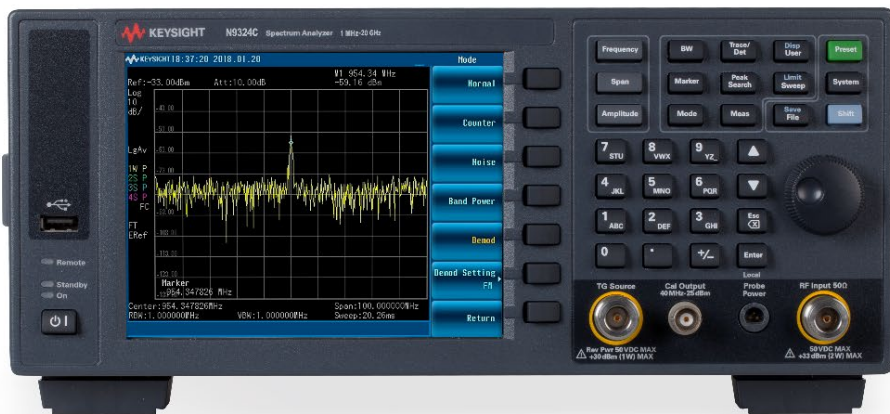 KEYSIGHT N9324C Spectrum Analyzer 1 MHz-20 GHz
KEYSIGHT 18:37:20 2018.01.20
Mode
Ref:-33.00dBm Att:10.00dB
M1 954.34 MHz
-59.16 dBm
Log
10
dB/
LgAv
1W P
2S P
3S P
4S P
FC
FT
ERef
Marker
954.347826 MHz
Center:954.347826MHz Span:100.000000MHz
RBW:1.000000MHz VBW:1.000000MHz Sweep:20.26ms
Normal
Counter
Noise
Band Power
Demod
Demod Setting
FM
Return
Remote
Standby
On
Frequency
BW
Trace/
Det
Disp
User
Preset
Span
Marker
Peak
Search
Limit
Sweep
System
Amplitude
Mode
Meas
Save
File
Shift
7 STU
8 VWX
9 YZ_
4 JKL
5 MNO
6 PQR
1 ABC
2 DEF
3 GHI
Esc
0
.
+/-
Enter
Local
TG Source
Cal Output
40 MHz-25 dBm
Probe
Power
RF Input 50Ω
Rev Pwr 50VDC MAX
+30 dBm (1W) MAX
50VDC MAX
+33 dBm (2W) MAX